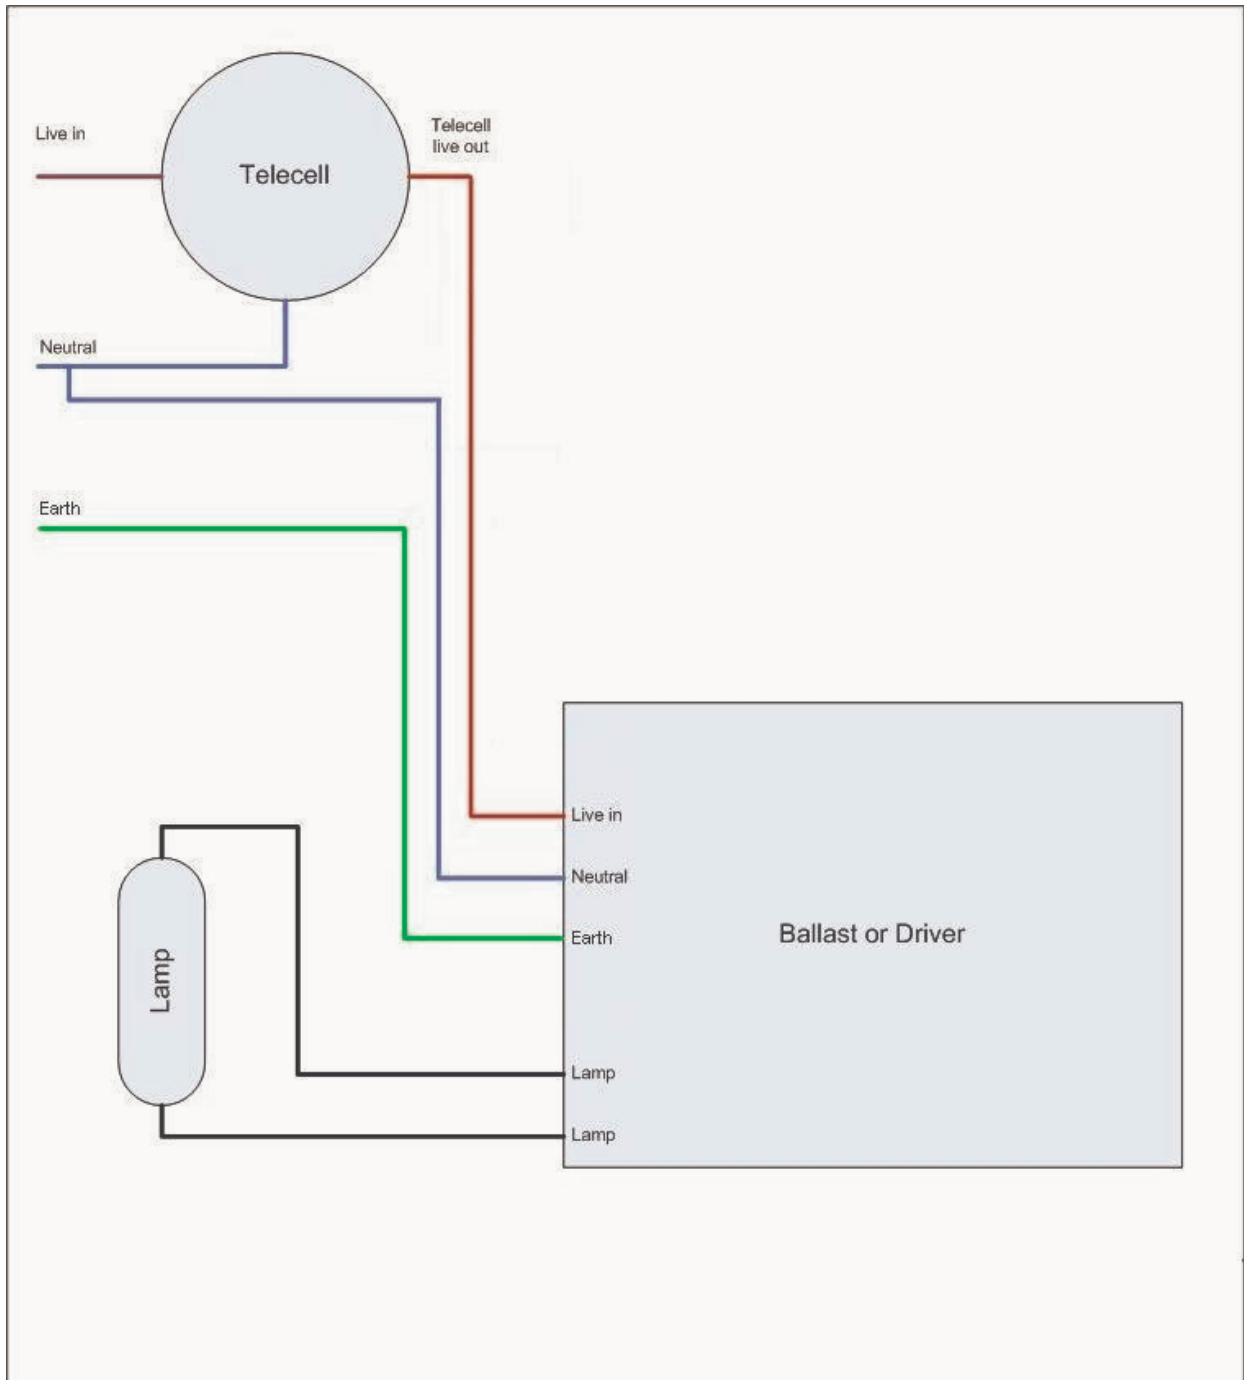 Live in
Telecell
Telecell
live out
Neutral
Earth
Live in
Neutral
Earth
Ballast or Driver
Lamp
Lamp
Lamp